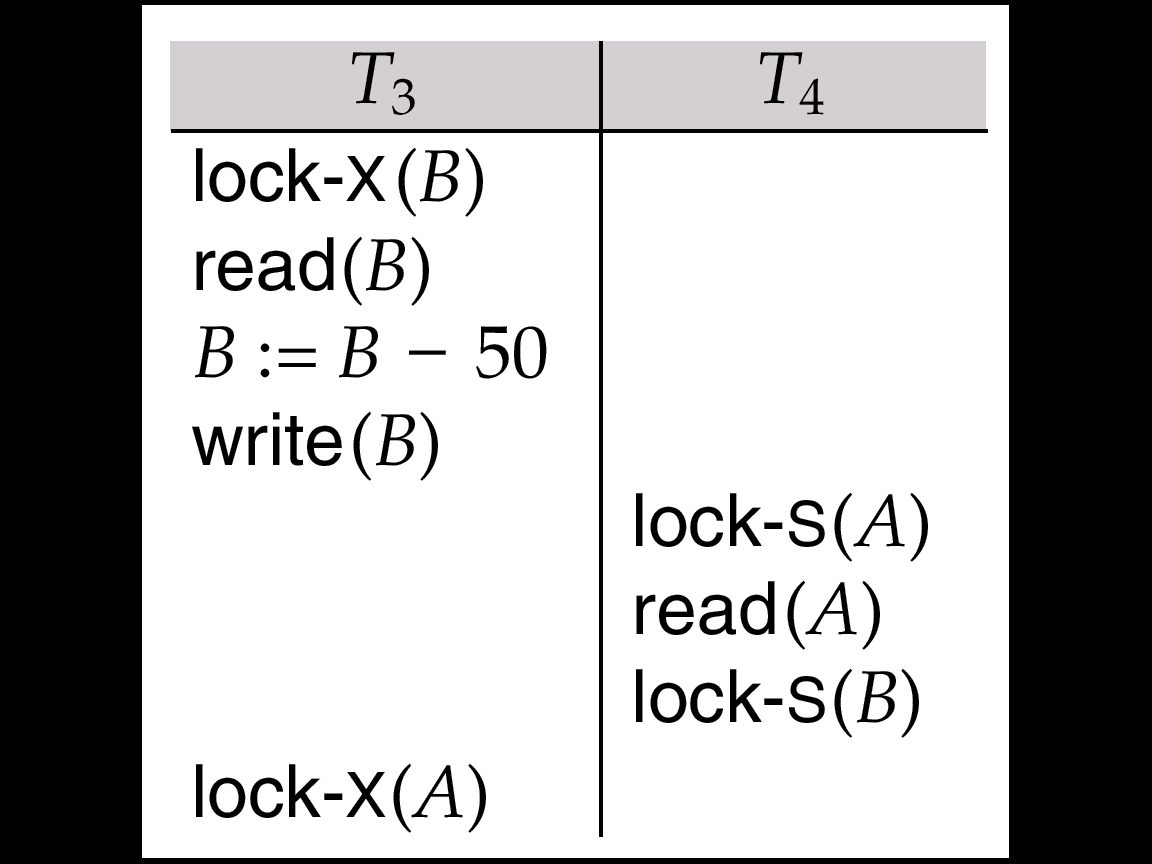 T3 T4
lock-X(B)
read(B)
B := B − 50
write(B)
lock-S(A)
read(A)
lock-S(B)
lock-X(A)